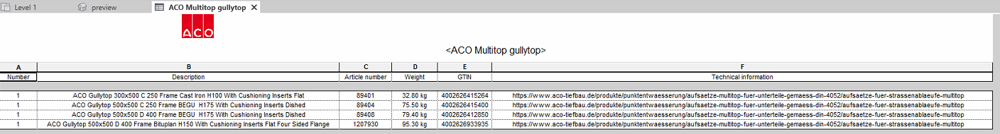 Level 1 preview ACO Multitop gullytop
ACO
<ACO Multitop gullytop>
A B C D E F
Number Description Article number Weight GTIN Technical information
1 ACO Gullytop 300x500 C 250 Frame Cast Iron H100 With Cushioning Inserts Flat 89401 32.80 kg 4002626415264 https://www.aco-tiefbau.de/produkte/punktentwaesserung/aufsaetze-multitop-fuer-unterteile-gemaess-din-4052/aufsaetze-fuer-strassenablaeufe-multitop
1 ACO Gullytop 500x500 C 250 Frame BEGU H175 With Cushioning Inserts Dished 89404 75.50 kg 4002626415400 https://www.aco-tiefbau.de/produkte/punktentwaesserung/aufsaetze-multitop-fuer-unterteile-gemaess-din-4052/aufsaetze-fuer-strassenablaeufe-multitop
1 ACO Gullytop 500x500 D 400 Frame BEGU H175 With Cushioning Inserts Dished 89408 79.40 kg 4002626412850 https://www.aco-tiefbau.de/produkte/punktentwaesserung/aufsaetze-multitop-fuer-unterteile-gemaess-din-4052/aufsaetze-fuer-strassenablaeufe-multitop
1 ACO Gullytop 500x500 D 400 Frame Bituplan H150 With Cushioning Inserts Flat Four Sided Flange 1207930 95.30 kg 4002626933935 https://www.aco-tiefbau.de/produkte/punktentwaesserung/aufsaetze-multitop-fuer-unterteile-gemaess-din-4052/aufsaetze-fuer-strassenablaeufe-multitop